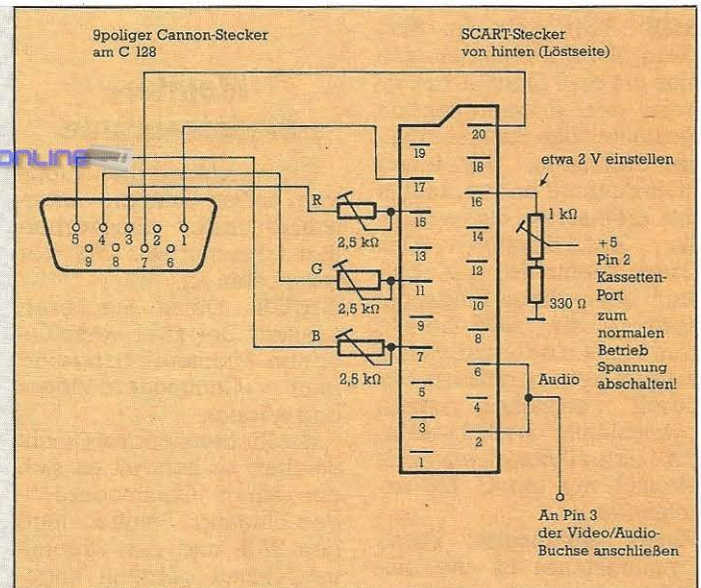 9poliger Cannon-Stecker
am C 128
SCART-Stecker
von hinten (Löstseite)
online
5
4
3
2
1
9
8
7
6
R
2,5 kΩ
G
2,5 kΩ
B
2,5 kΩ
20
19
18
17
16
15
14
13
12
11
10
9
8
7
6
5
4
3
2
1
etwa 2 V einstellen
1 kΩ
330 Ω
+5
Pin 2
Kassetten-
Port
zum
normalen
Betrieb
Spannung
abschalten!
Audio
An Pin 3
der Video/Audio-
Buchse anschließen